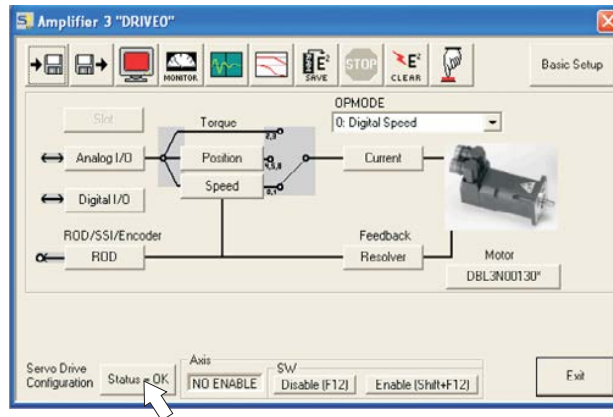 Amplifier 3 "DRIVE0"
MONITOR
E²
SAVE
STOP
E²
CLEAR
Basic Setup
OPMODE
0: Digital Speed
Slot
Torque
2,3
Analog I/O
Position
4,5,8
Current
Speed
0,1
Digital I/O
ROD/SSI/Encoder
ROD
Feedback
Resolver
Motor
DBL3N00130*
Servo Drive
Configuration
Status = OK
Axis
NO ENABLE
SW
Disable (F12)
Enable (Shift+F12)
Exit